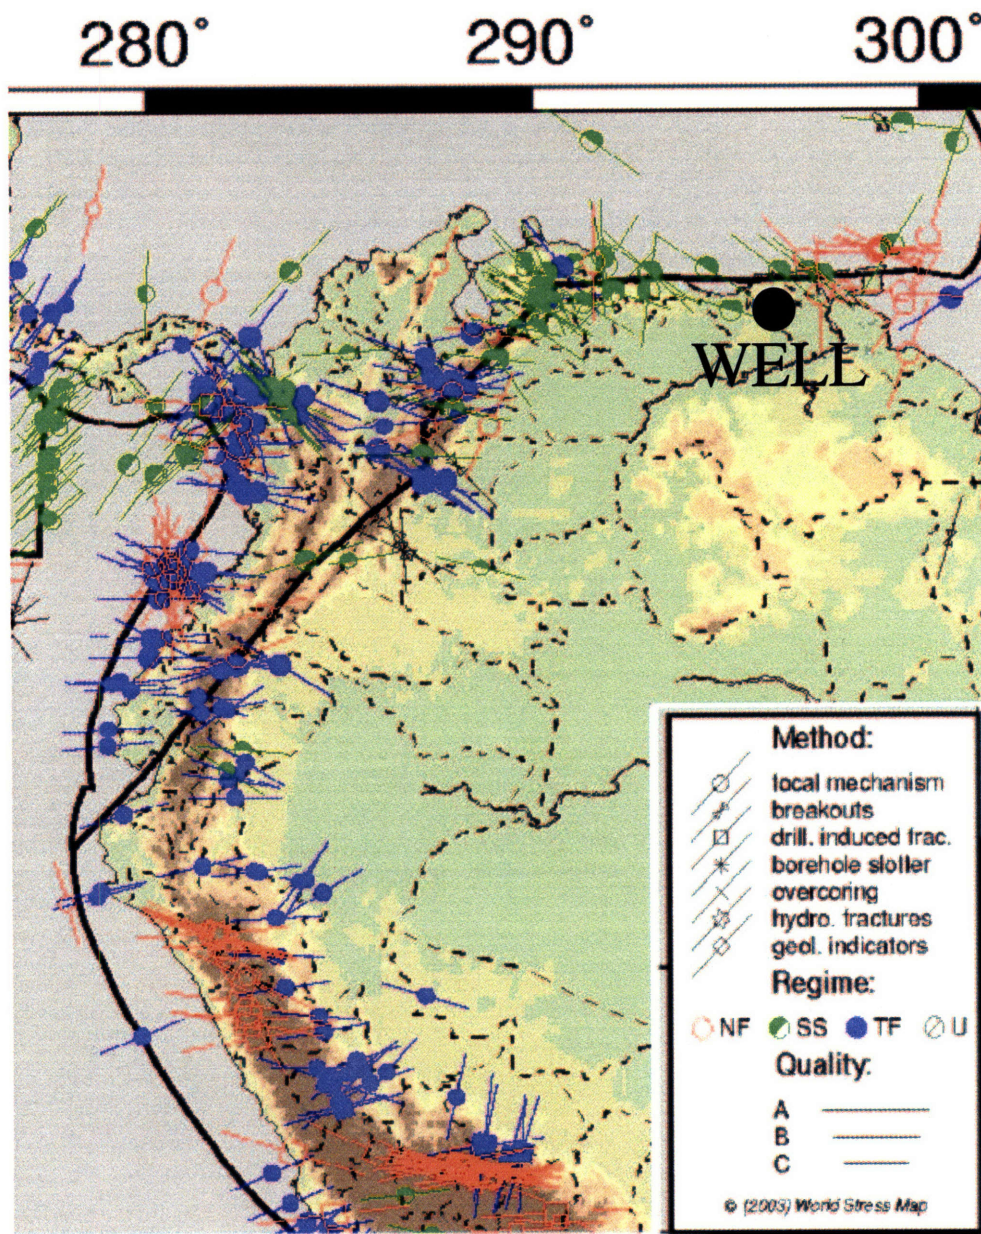 280° 290° 300°
WELL
Method:
focal mechanism
breakouts
drill. induced frac.
borehole slotter
overcoring
hydro. fractures
geol. indicators
Regime:
NF SS TF U
Quality:
A
B
C
© (2003) World Stress Map